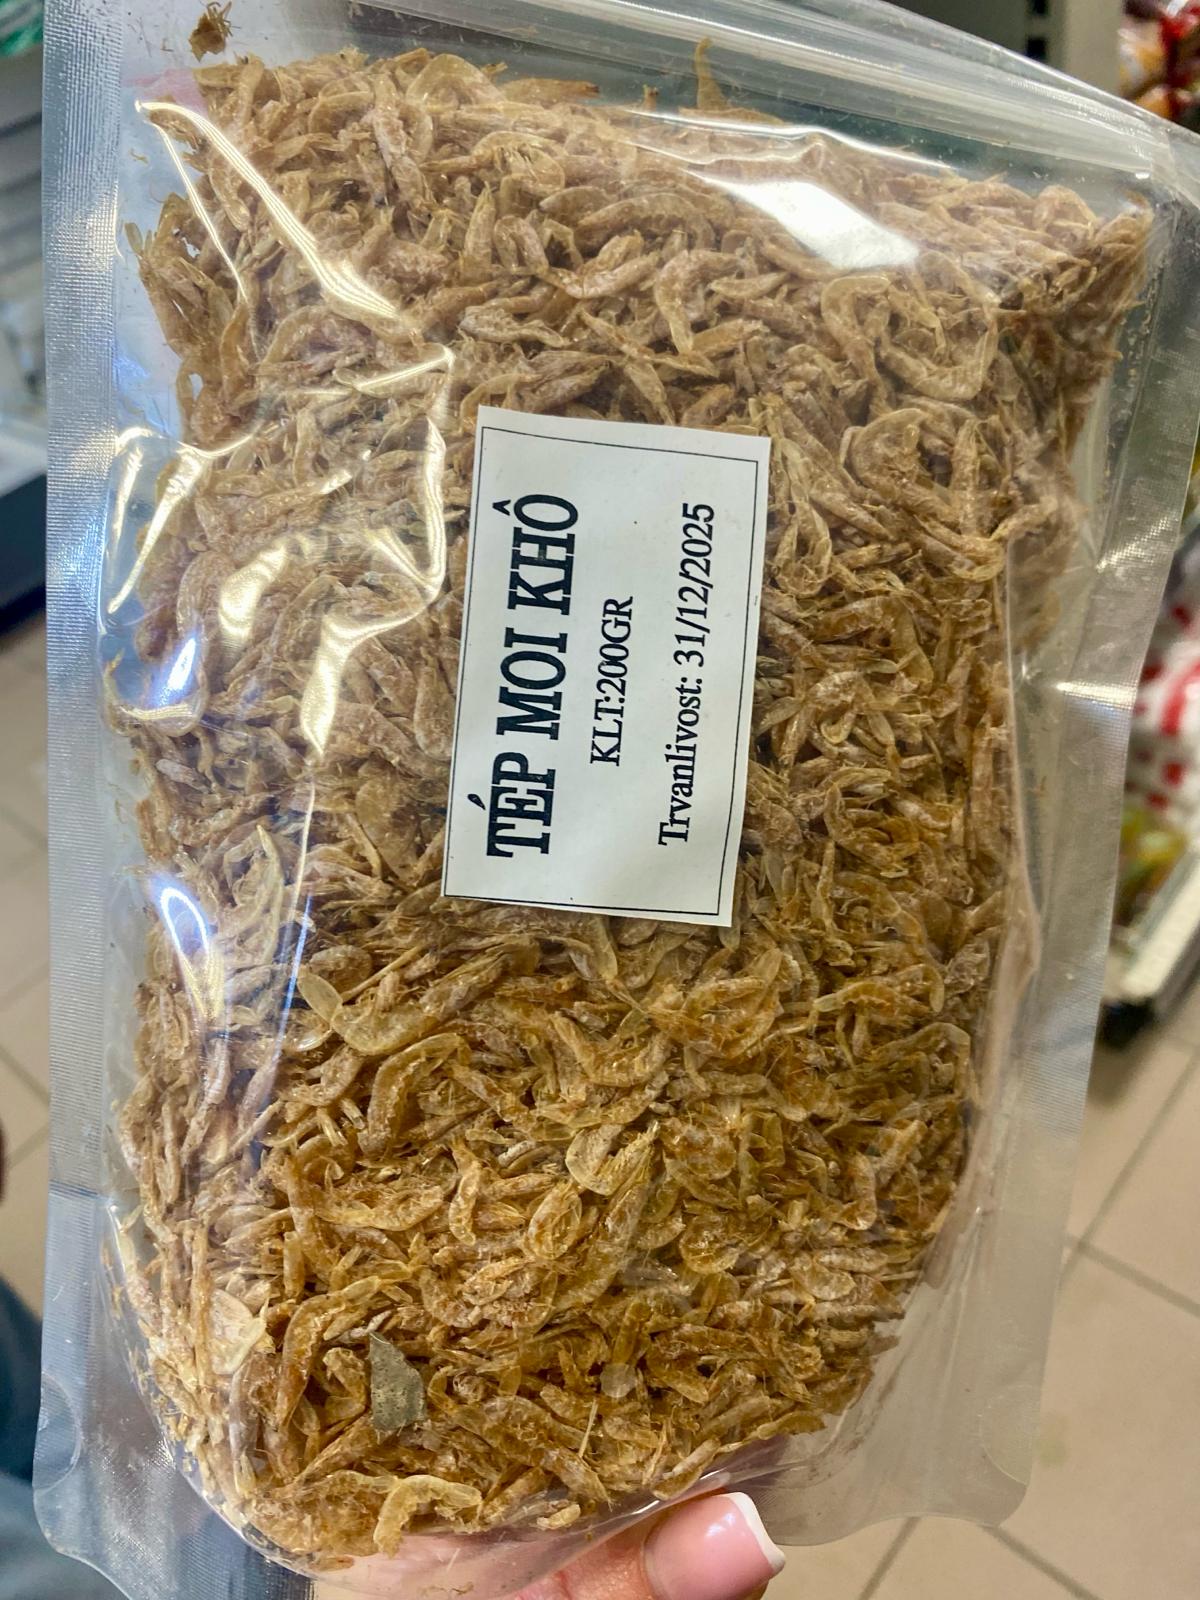 TÉP MOI KHÔ
KLT:200GR
Trvanlivost: 31/12/2025